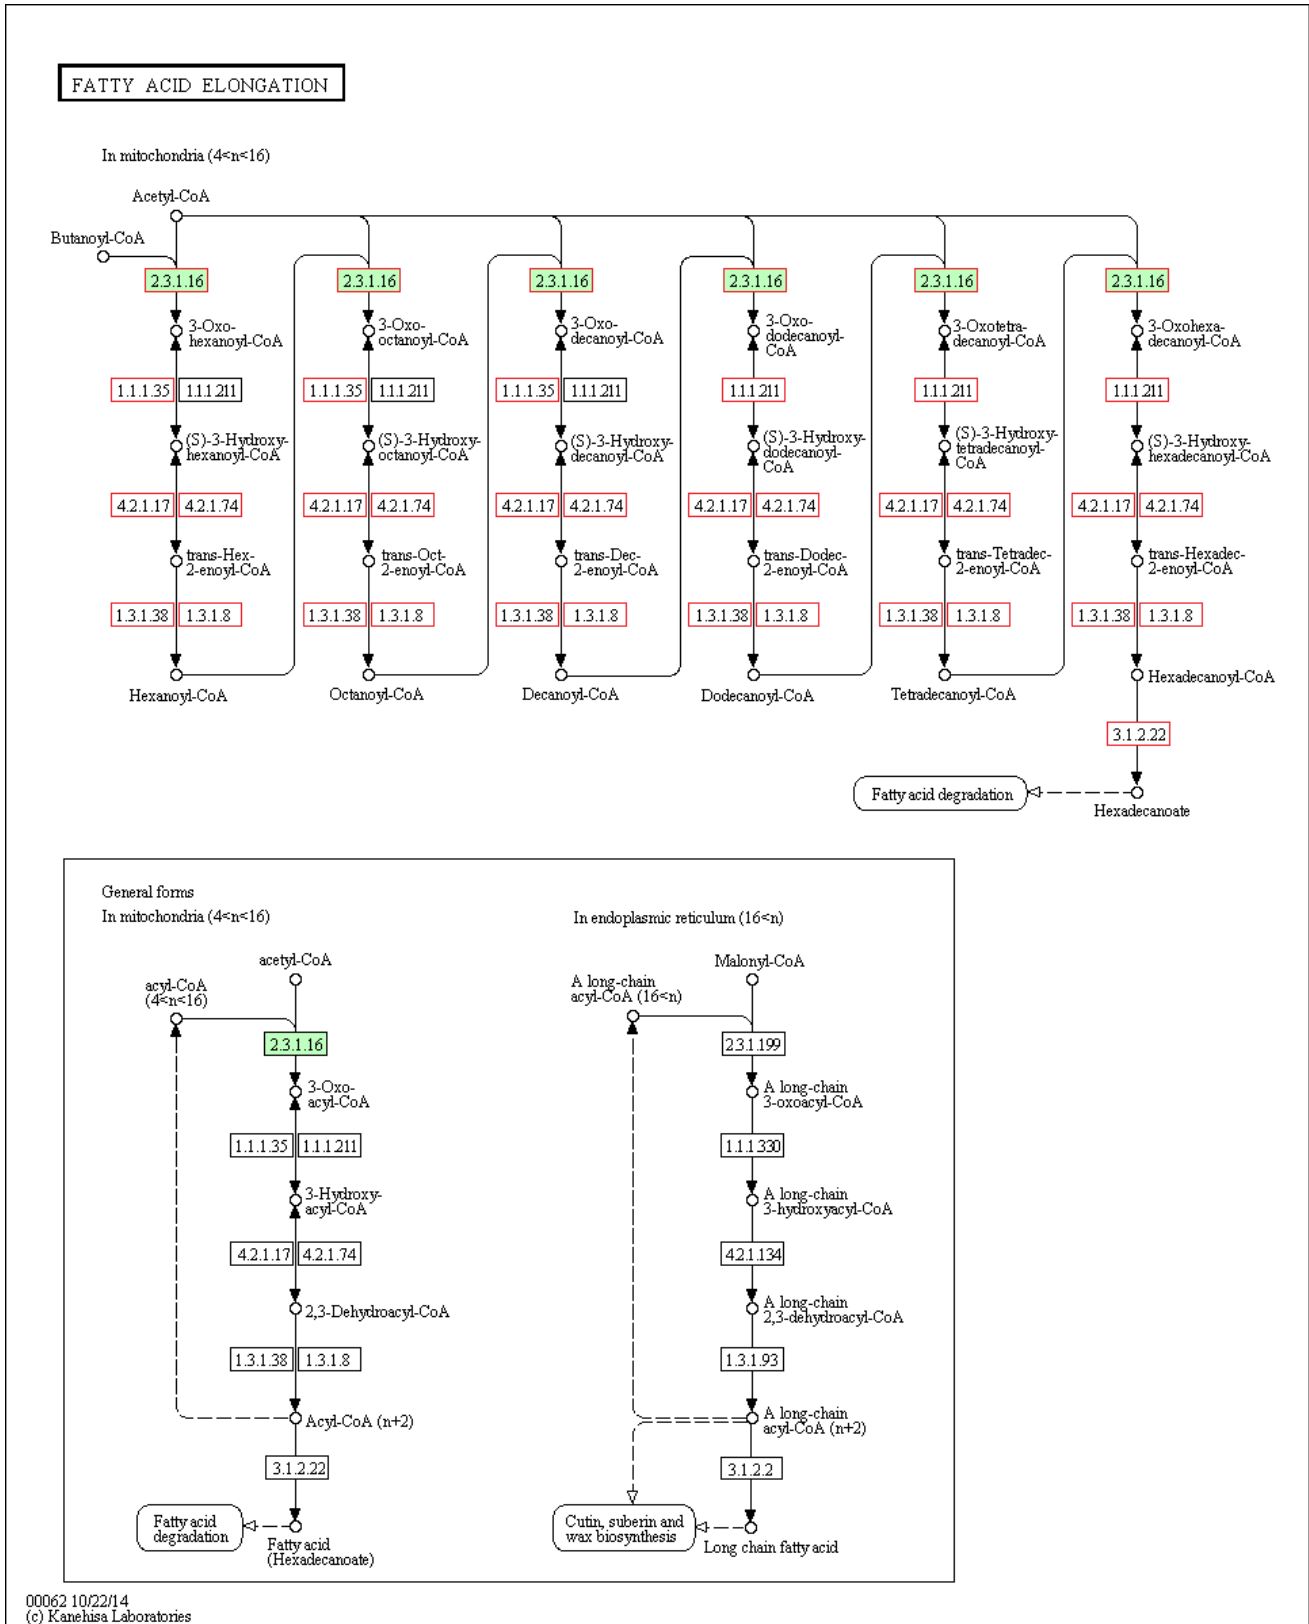 FATTY ACID ELONGATION
In mitochondria (4<n<16)
Acetyl-CoA
Butanoyl-CoA
2.3.1.16 2.3.1.16 2.3.1.16 2.3.1.16 2.3.1.16 2.3.1.16
3-Oxo-
hexanoyl-CoA
3-Oxo-
octanoyl-CoA
3-Oxo-
decanoyl-CoA
3-Oxo-
dodecanoyl-
CoA
3-Oxotetra-
decanoyl-CoA
3-Oxohexa-
decanoyl-CoA
1.1.1.35 1.1.1.211 1.1.1.35 1.1.1.211 1.1.1.35 1.1.1.211 1.1.1.211 1.1.1.211 1.1.1.211
(S)-3-Hydroxy-
hexanoyl-CoA
(S)-3-Hydroxy-
octanoyl-CoA
(S)-3-Hydroxy-
decanoyl-CoA
(S)-3-Hydroxy-
dodecanoyl-
CoA
(S)-3-Hydroxy-
tetradecanoyl-
CoA
(S)-3-Hydroxy-
hexadecanoyl-CoA
4.2.1.17 4.2.1.74 4.2.1.17 4.2.1.74 4.2.1.17 4.2.1.74 4.2.1.17 4.2.1.74 4.2.1.17 4.2.1.74 4.2.1.17 4.2.1.74
trans-Hex-
2-enoyl-CoA
trans-Oct-
2-enoyl-CoA
trans-Dec-
2-enoyl-CoA
trans-Dodec-
2-enoyl-CoA
trans-Tetradec-
2-enoyl-CoA
trans-Hexadec-
2-enoyl-CoA
1.3.1.38 1.3.1.8 1.3.1.38 1.3.1.8 1.3.1.38 1.3.1.8 1.3.1.38 1.3.1.8 1.3.1.38 1.3.1.8 1.3.1.38 1.3.1.8
Hexanoyl-CoA
Octanoyl-CoA
Decanoyl-CoA
Dodecanoyl-CoA
Tetradecanoyl-CoA
Hexadecanoyl-CoA
3.1.2.22
Fatty acid degradation
Hexadecanoate
General forms
In mitochondria (4<n<16)
acetyl-CoA
acyl-CoA
(4<n<16)
2.3.1.16
3-Oxo-
acyl-CoA
1.1.1.35 1.1.1.211
3-Hydroxy-
acyl-CoA
4.2.1.17 4.2.1.74
2,3-Dehydroacyl-CoA
1.3.1.38 1.3.1.8
Acyl-CoA (n+2)
3.1.2.22
Fatty acid
degradation
Fatty acid
(Hexadecanoate)
In endoplasmic reticulum (16<n)
Malonyl-CoA
A long-chain
acyl-CoA (16<n)
2.3.1.199
A long-chain
3-oxoacyl-CoA
1.1.1.330
A long-chain
3-hydroxyacyl-CoA
4.2.1.134
A long-chain
2,3-dehydroacyl-CoA
1.3.1.93
A long-chain
acyl-CoA (n+2)
3.1.2.2
Cutin, suberin and
wax biosynthesis
Long chain fatty acid
00062 10/22/14
(c) Kanehisa Laboratories